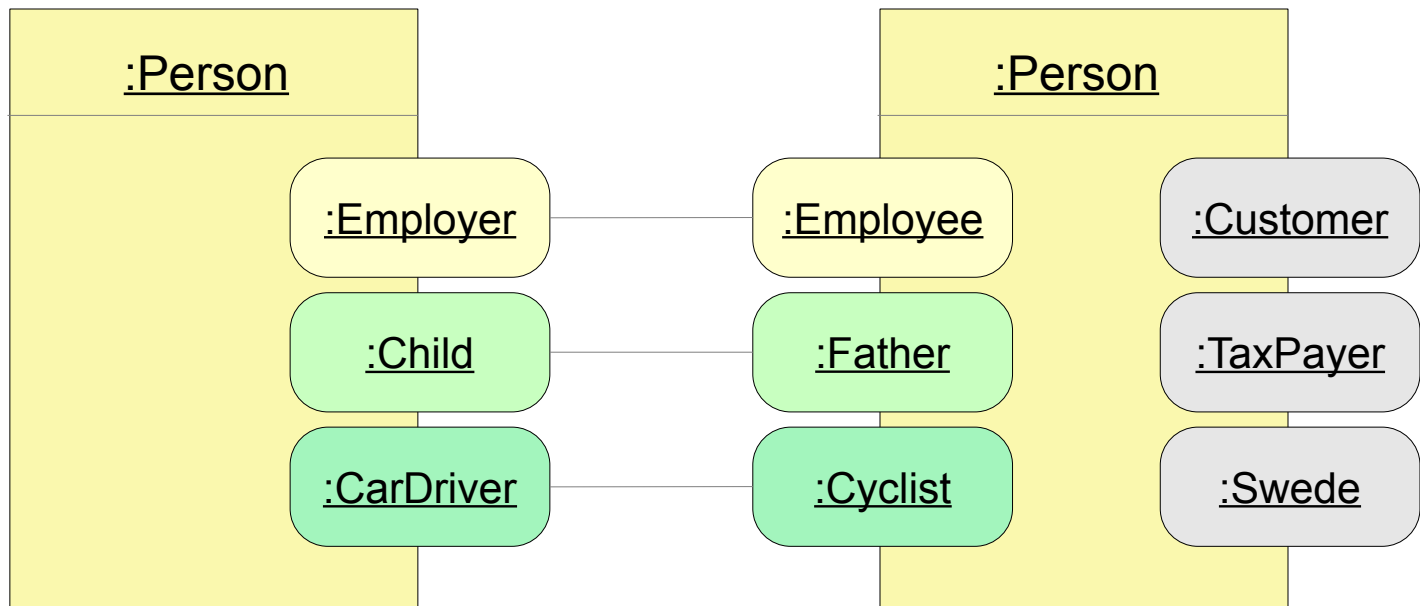 :Person
:Person
:Employer
:Employee
:Customer
:Child
:Father
:TaxPayer
:CarDriver
:Cyclist
:Swede